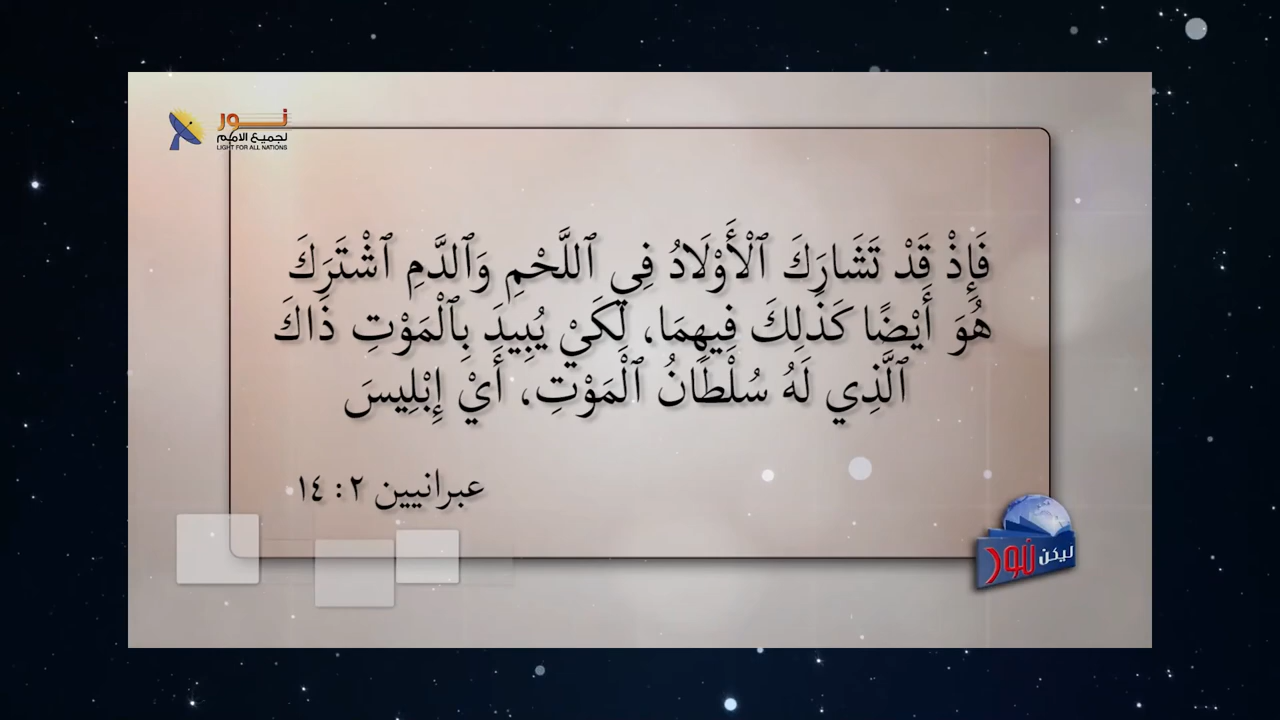 نور
لجميع الامم
LIGHT FOR ALL NATIONS
فَإِذْ قَدْ تَشَارَكَ ٱلْأَوْلَادُ فِي ٱللَّحْمِ وَٱلدَّمِ ٱشْتَرَكَ
هُوَ أَيْضًا كَذَلِكَ فِيهِمَا، لِكَيْ يُبِيدَ بِٱلْمَوْتِ ذَاكَ
ٱلَّذِي لَهُ سُلْطَانُ ٱلْمَوْتِ، أَيْ إِبْلِيسَ
عبرانيين ٢: ١٤
ليكن نور